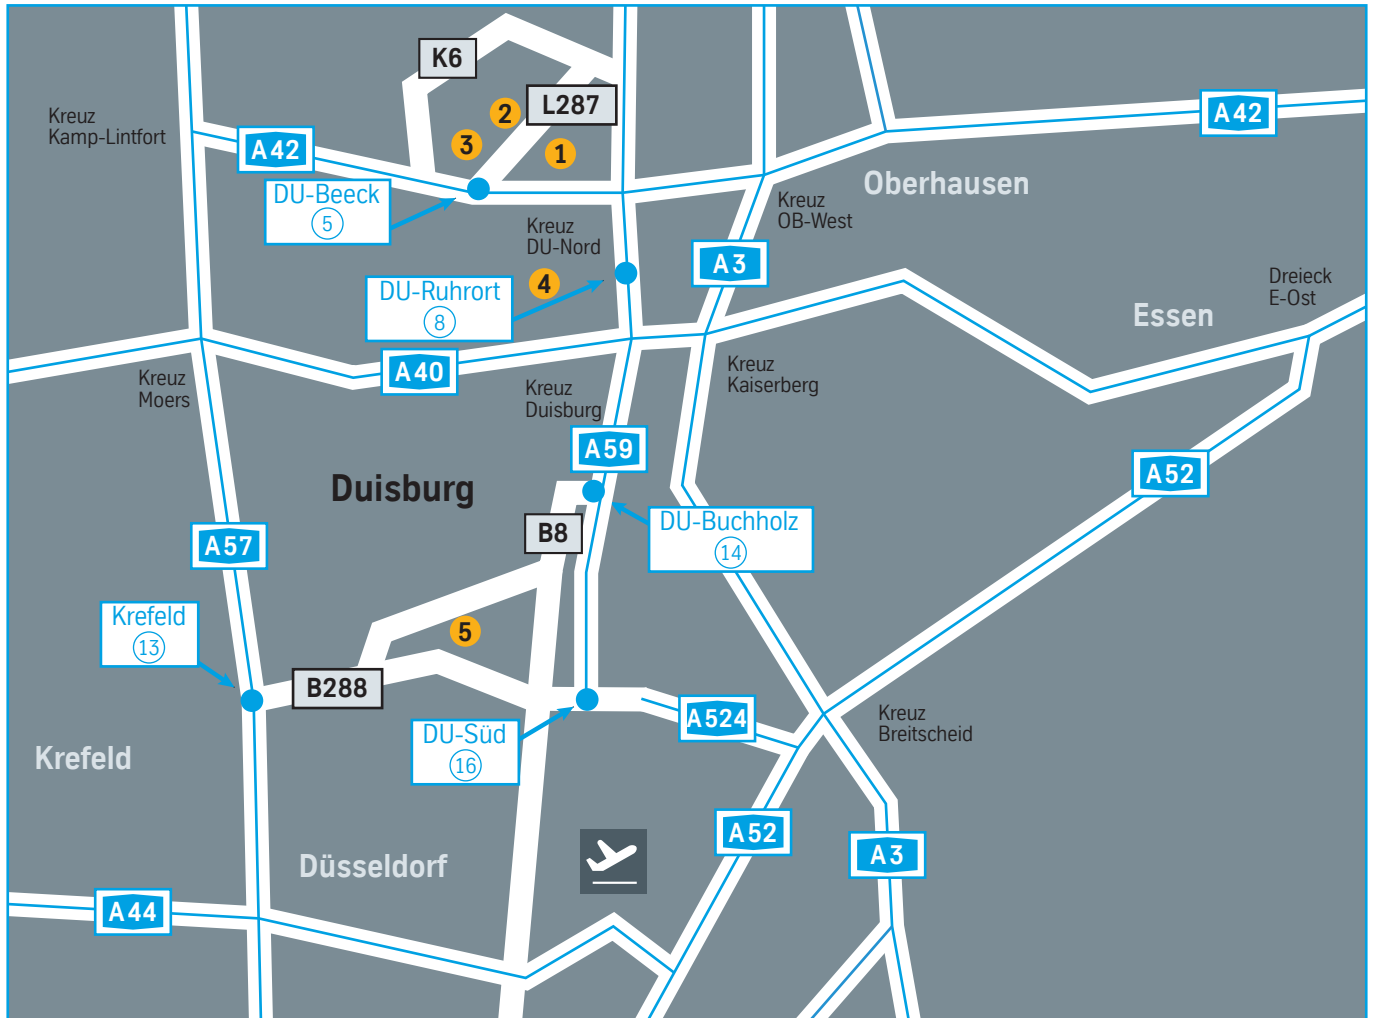 K6
L287
2
3
1
Kreuz
Kamp-Lintfort
A42
A42
DU-Beeck
5
Oberhausen
Kreuz
OB-West
Kreuz
DU-Nord
A3
4
DU-Ruhrort
8
Dreieck
E-Ost
Essen
A40
Kreuz
Moers
Kreuz
Kaiserberg
Kreuz
Duisburg
A59
A52
Duisburg
B8
DU-Buchholz
14
A57
Krefeld
13
5
B288
A524
DU-Süd
16
Kreuz
Breitscheid
Krefeld
A52
A3
Düsseldorf
A44